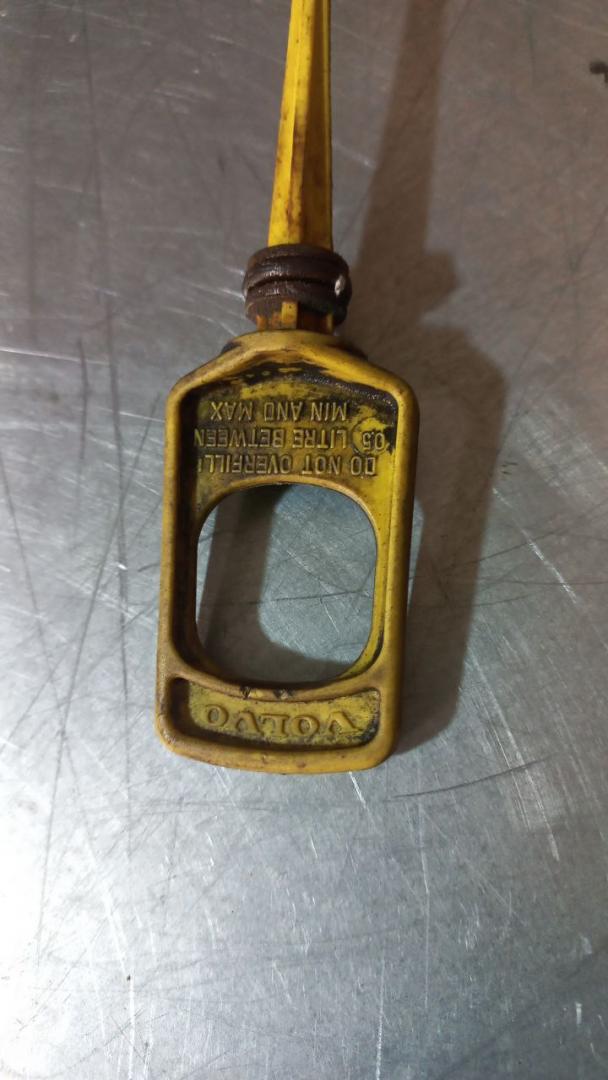 VOLVO
DO NOT OVERFILL!
0.5 LITRE BETWEEN
MIN AND MAX